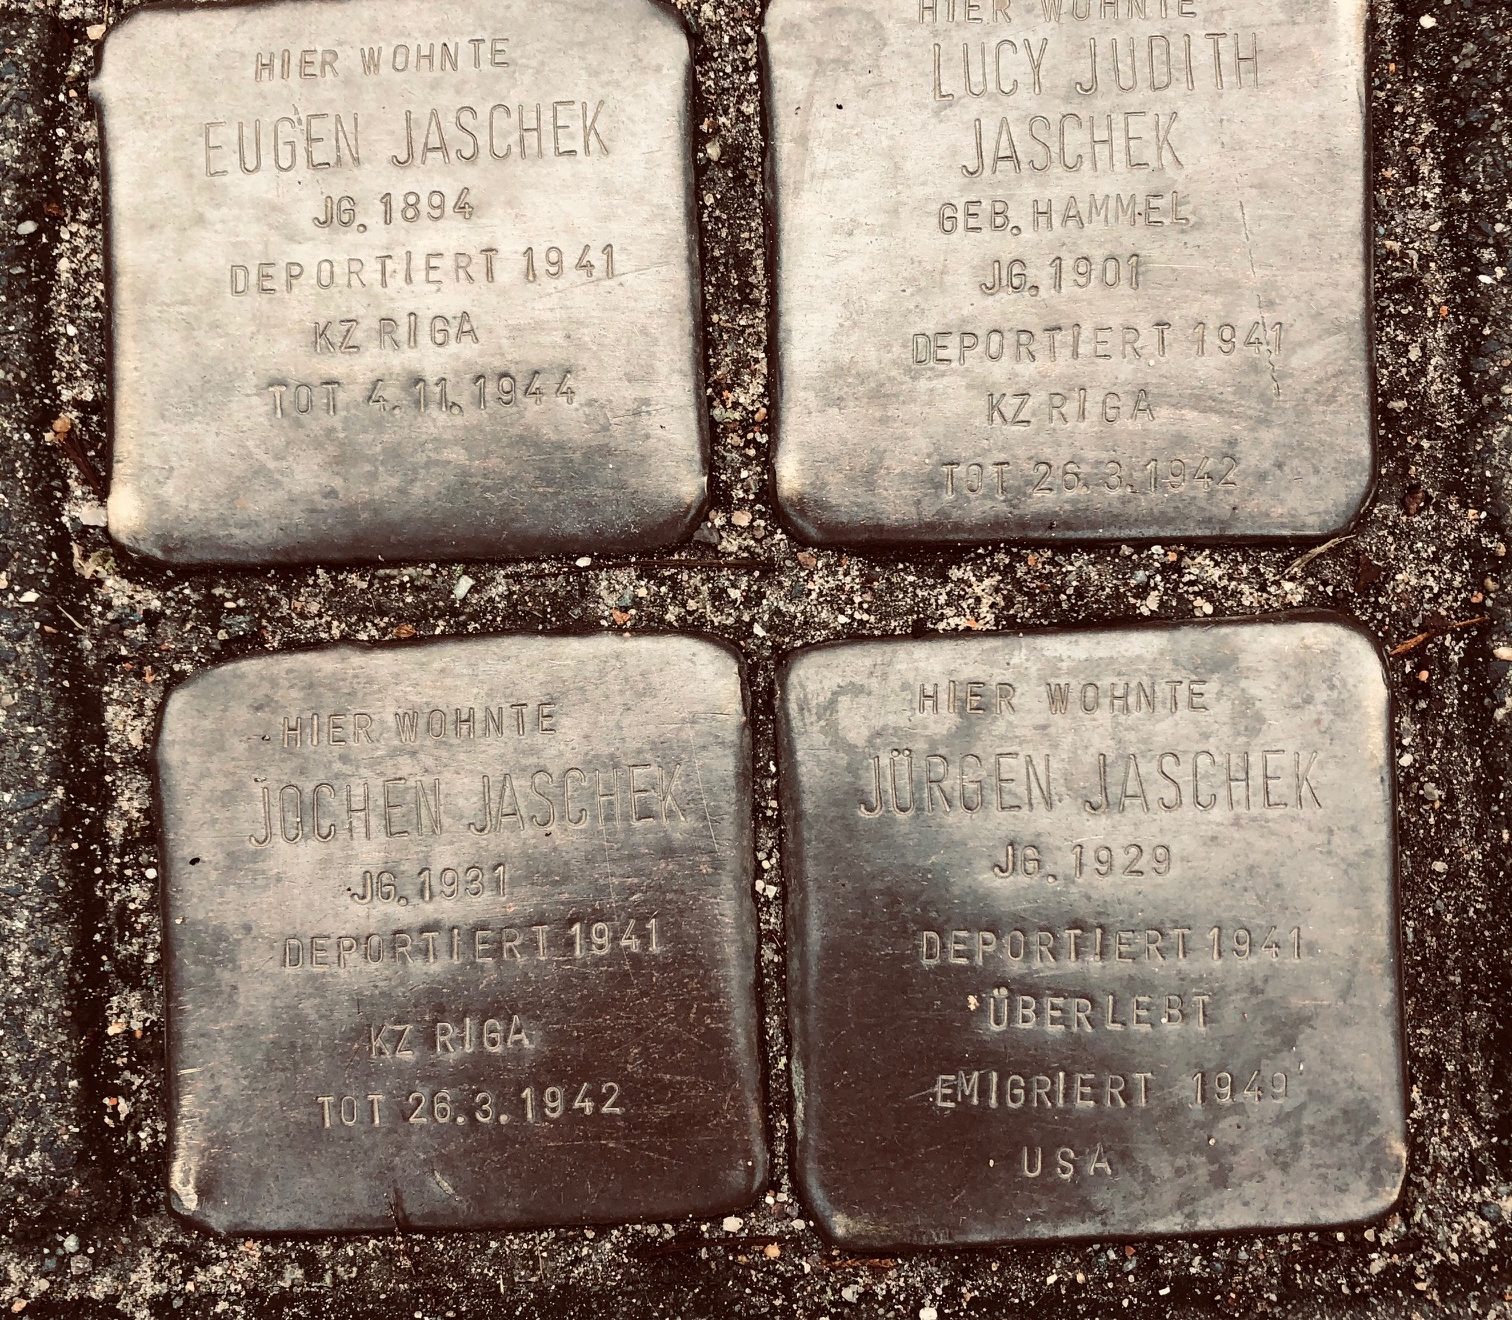 HIER WOHNTE
EUGEN JASCHEK
JG. 1894
DEPORTIERT 1941
KZ RIGA
TOT 4.11.1944
HIER WOHNTE
LUCY JUDITH
JASCHEK
GEB. HAMMEL
JG. 1901
DEPORTIERT 1941
KZ RIGA
TOT 26.3.1942
HIER WOHNTE
JOCHEN JASCHEK
JG. 1931
DEPORTIERT 1941
KZ RIGA
TOT 26.3.1942
HIER WOHNTE
JÜRGEN JASCHEK
JG. 1929
DEPORTIERT 1941
ÜBERLEBT
EMIGRIERT 1949
USA